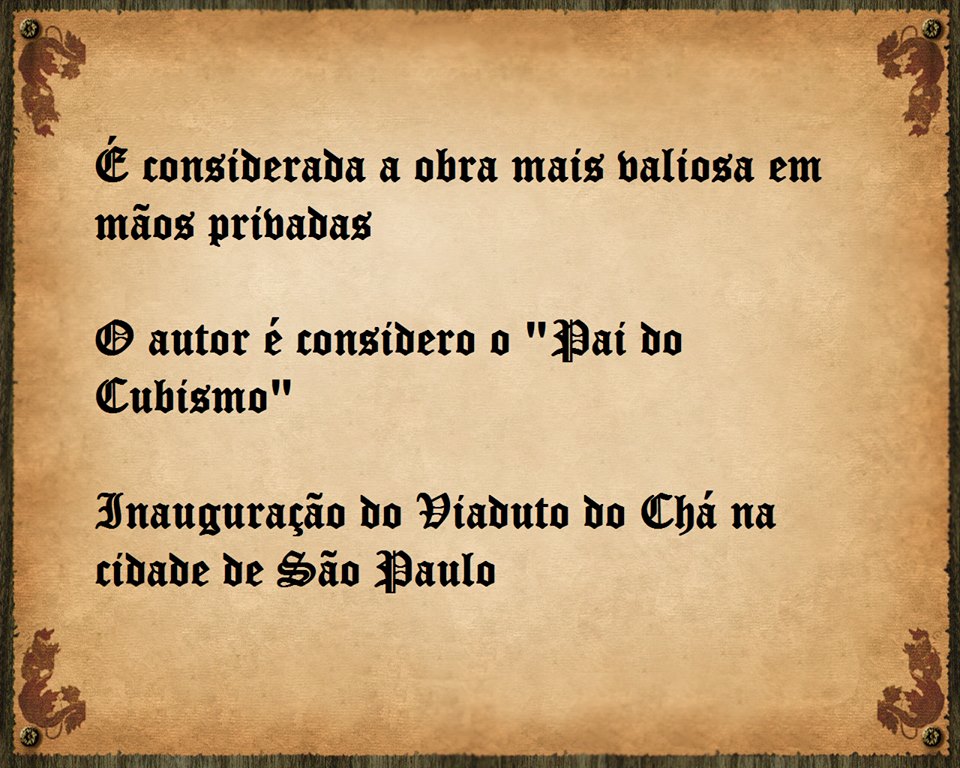 É considerada a obra mais valiosa em
mãos privadas
O autor é considero o "Pai do
Cubismo"
Inauguração do Viaduto do Chá na
cidade de São Paulo